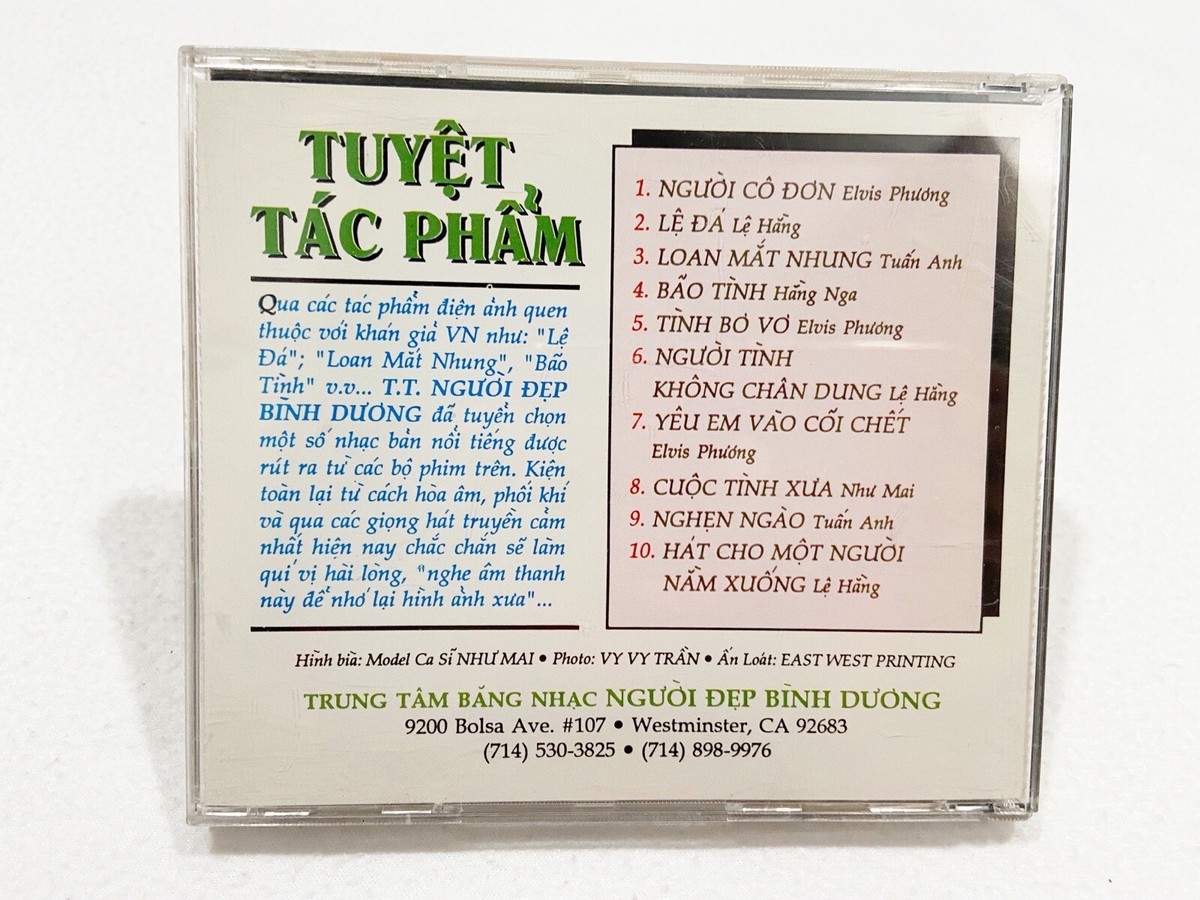 TUYỆT
TÁC PHẨM
Qua các tác phẩm điện ảnh quen
thuộc với khán giả VN như: "Lệ
Đá"; "Loan Mắt Nhung", "Bão
Tình" v.v... T.T. NGƯỜI ĐẸP
BÌNH DƯƠNG đã tuyển chọn
một số nhạc bản nổi tiếng được
rút ra từ các bộ phim trên. Kiện
toàn lại từ cách hòa âm, phối khí
và qua các giọng hát truyền cảm
nhất hiện nay chắc chắn sẽ làm
quí vị hài lòng, "nghe âm thanh
này để nhớ lại hình ảnh xưa"...
1. NGƯỜI CÔ ĐƠN Elvis Phương
2. LỆ ĐÁ Lệ Hằng
3. LOAN MẮT NHUNG Tuấn Anh
4. BÃO TÌNH Hằng Nga
5. TÌNH BƠ VƠ Elvis Phương
6. NGƯỜI TÌNH
KHÔNG CHÂN DUNG Lệ Hằng
7. YÊU EM VÀO CÕI CHẾT
Elvis Phương
8. CUỘC TÌNH XƯA Như Mai
9. NGHẸN NGÀO Tuấn Anh
10. HÁT CHO MỘT NGƯỜI
NẰM XUỐNG Lệ Hằng
Hình bìa: Model Ca Sĩ NHƯ MAI • Photo: VY VY TRẦN • Ấn Loát: EAST WEST PRINTING
TRUNG TÂM BĂNG NHẠC NGƯỜI ĐẸP BÌNH DƯƠNG
9200 Bolsa Ave. #107 • Westminster, CA 92683
(714) 530-3825 • (714) 898-9976